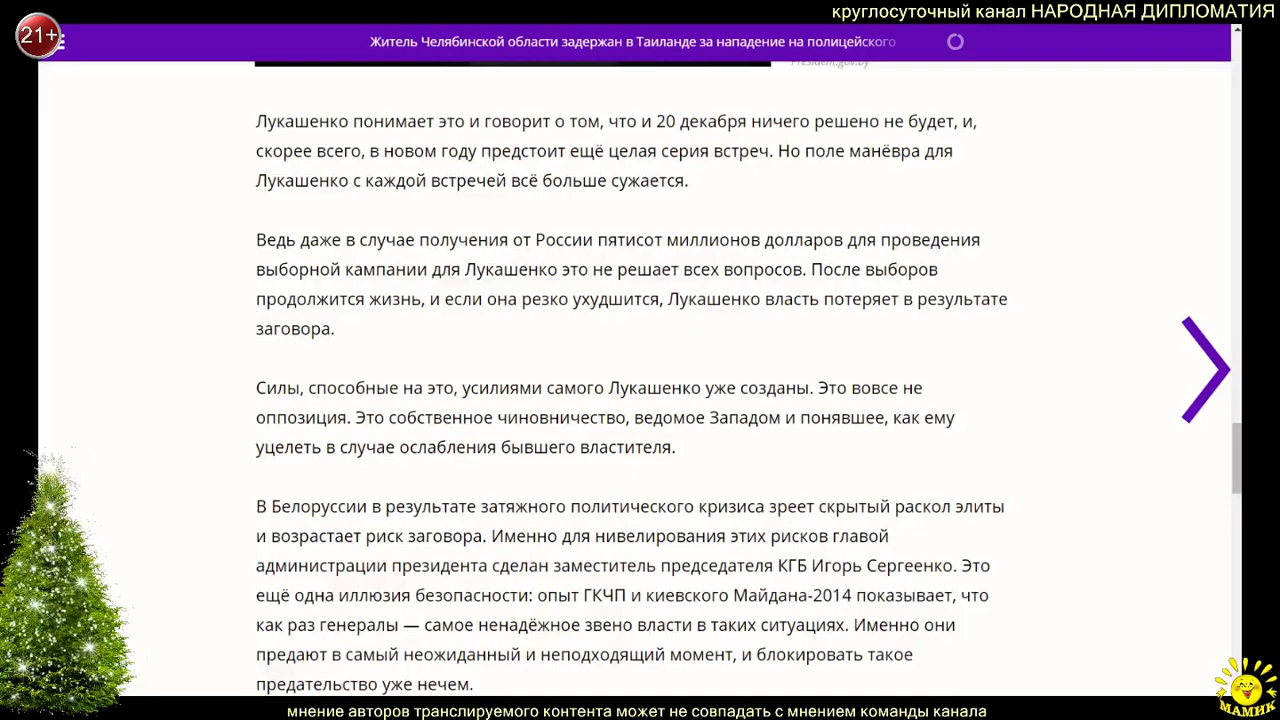 круглосуточный канал НАРОДНАЯ ДИПЛОМАТИЯ
21+
Житель Челябинской области задержан в Таиланде за нападение на полицейского
President.gov.by
Лукашенко понимает это и говорит о том, что и 20 декабря ничего решено не будет, и,
скорее всего, в новом году предстоит ещё целая серия встреч. Но поле манёвра для
Лукашенко с каждой встречей всё больше сужается.
Ведь даже в случае получения от России пятисот миллионов долларов для проведения
выборной кампании для Лукашенко это не решает всех вопросов. После выборов
продолжится жизнь, и если она резко ухудшится, Лукашенко власть потеряет в результате
заговора.
Силы, способные на это, усилиями самого Лукашенко уже созданы. Это вовсе не
оппозиция. Это собственное чиновничество, ведомое Западом и понявшее, как ему
уцелеть в случае ослабления бывшего властителя.
В Белоруссии в результате затяжного политического кризиса зреет скрытый раскол элиты
и возрастает риск заговора. Именно для нивелирования этих рисков главой
администрации президента сделан заместитель председателя КГБ Игорь Сергеенко. Это
ещё одна иллюзия безопасности: опыт ГКЧП и киевского Майдана-2014 показывает, что
как раз генералы — самое ненадёжное звено власти в таких ситуациях. Именно они
предают в самый неожиданный и неподходящий момент, и блокировать такое
предательство уже нечем.
МАМИК
мнение авторов транслируемого контента может не совпадать с мнением команды канала